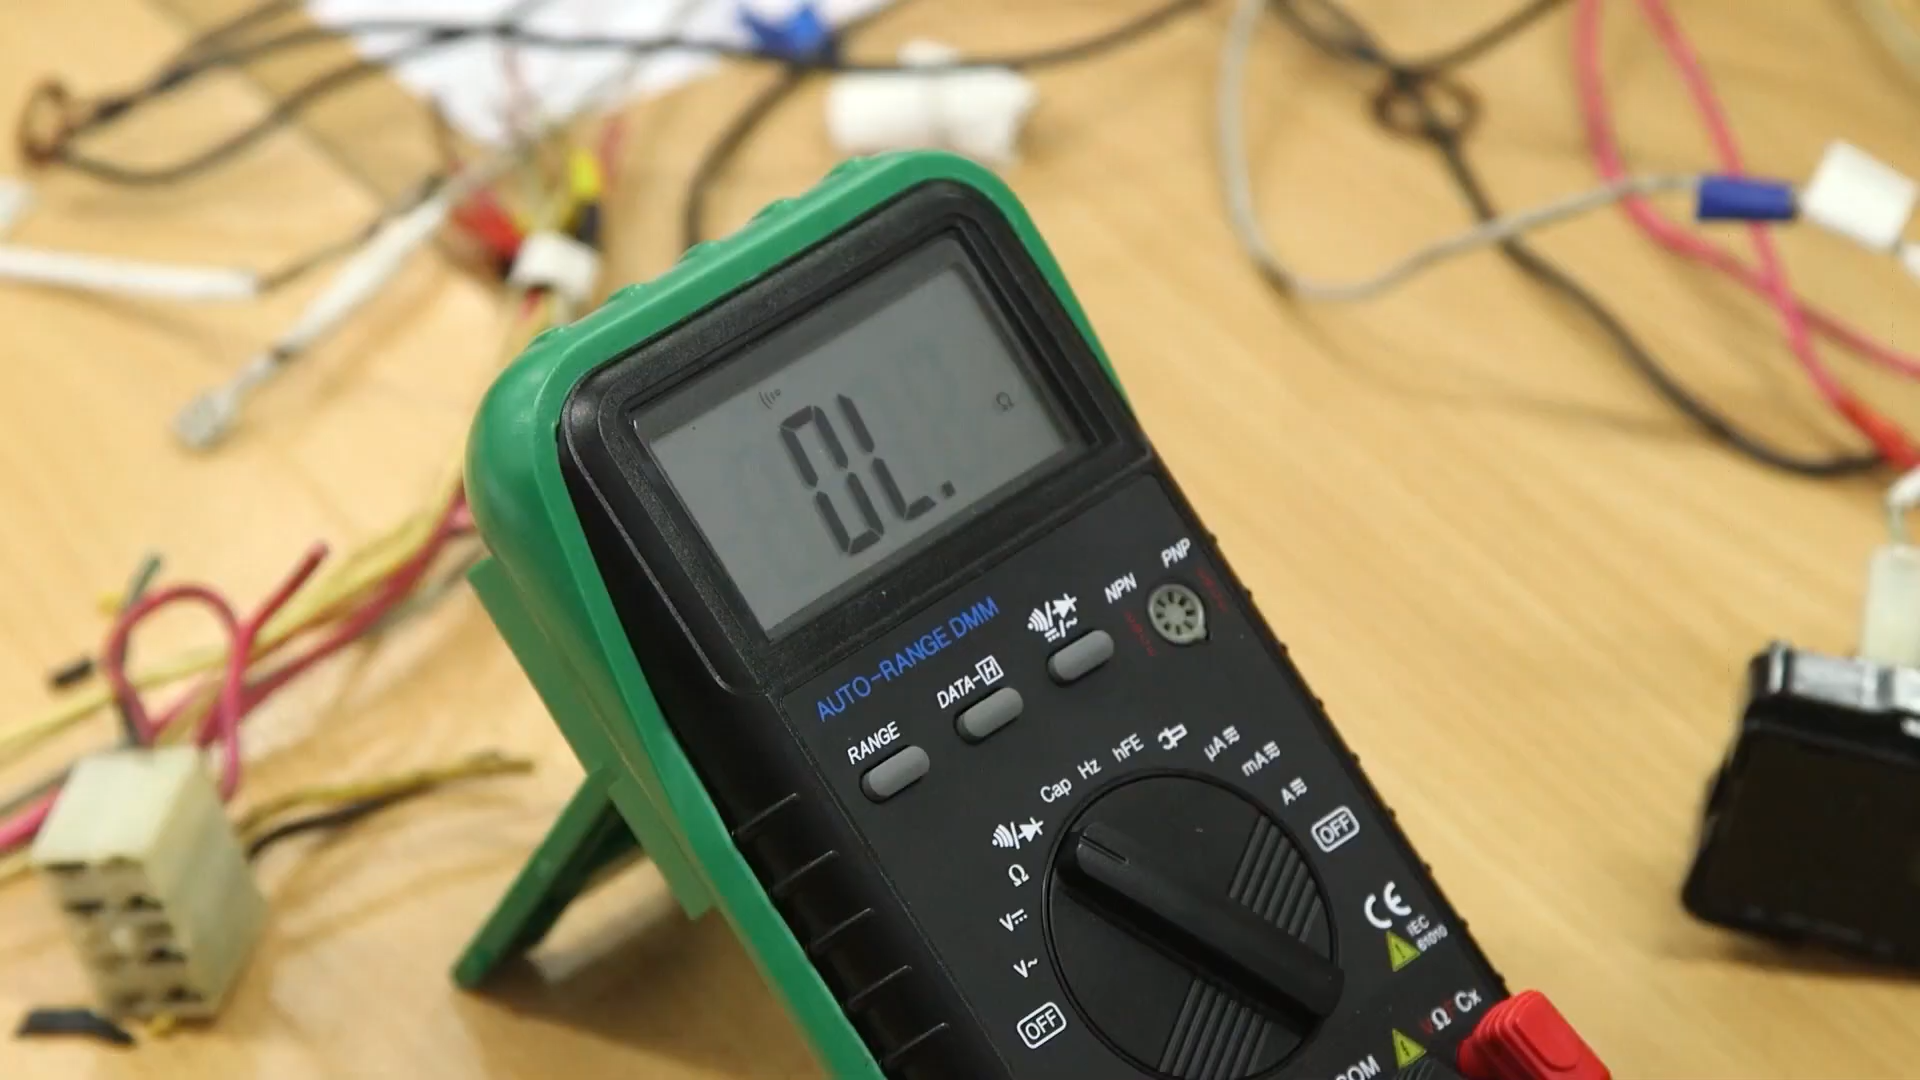 OL.
Ω
AUTO-RANGE DMM
RANGE
DATA-H
NPN
PNP
Cap
Hz
hFE
µA
mA
A
OFF
Ω
V
V~
OFF
CE
IEC
61010
Ω Cx
COM